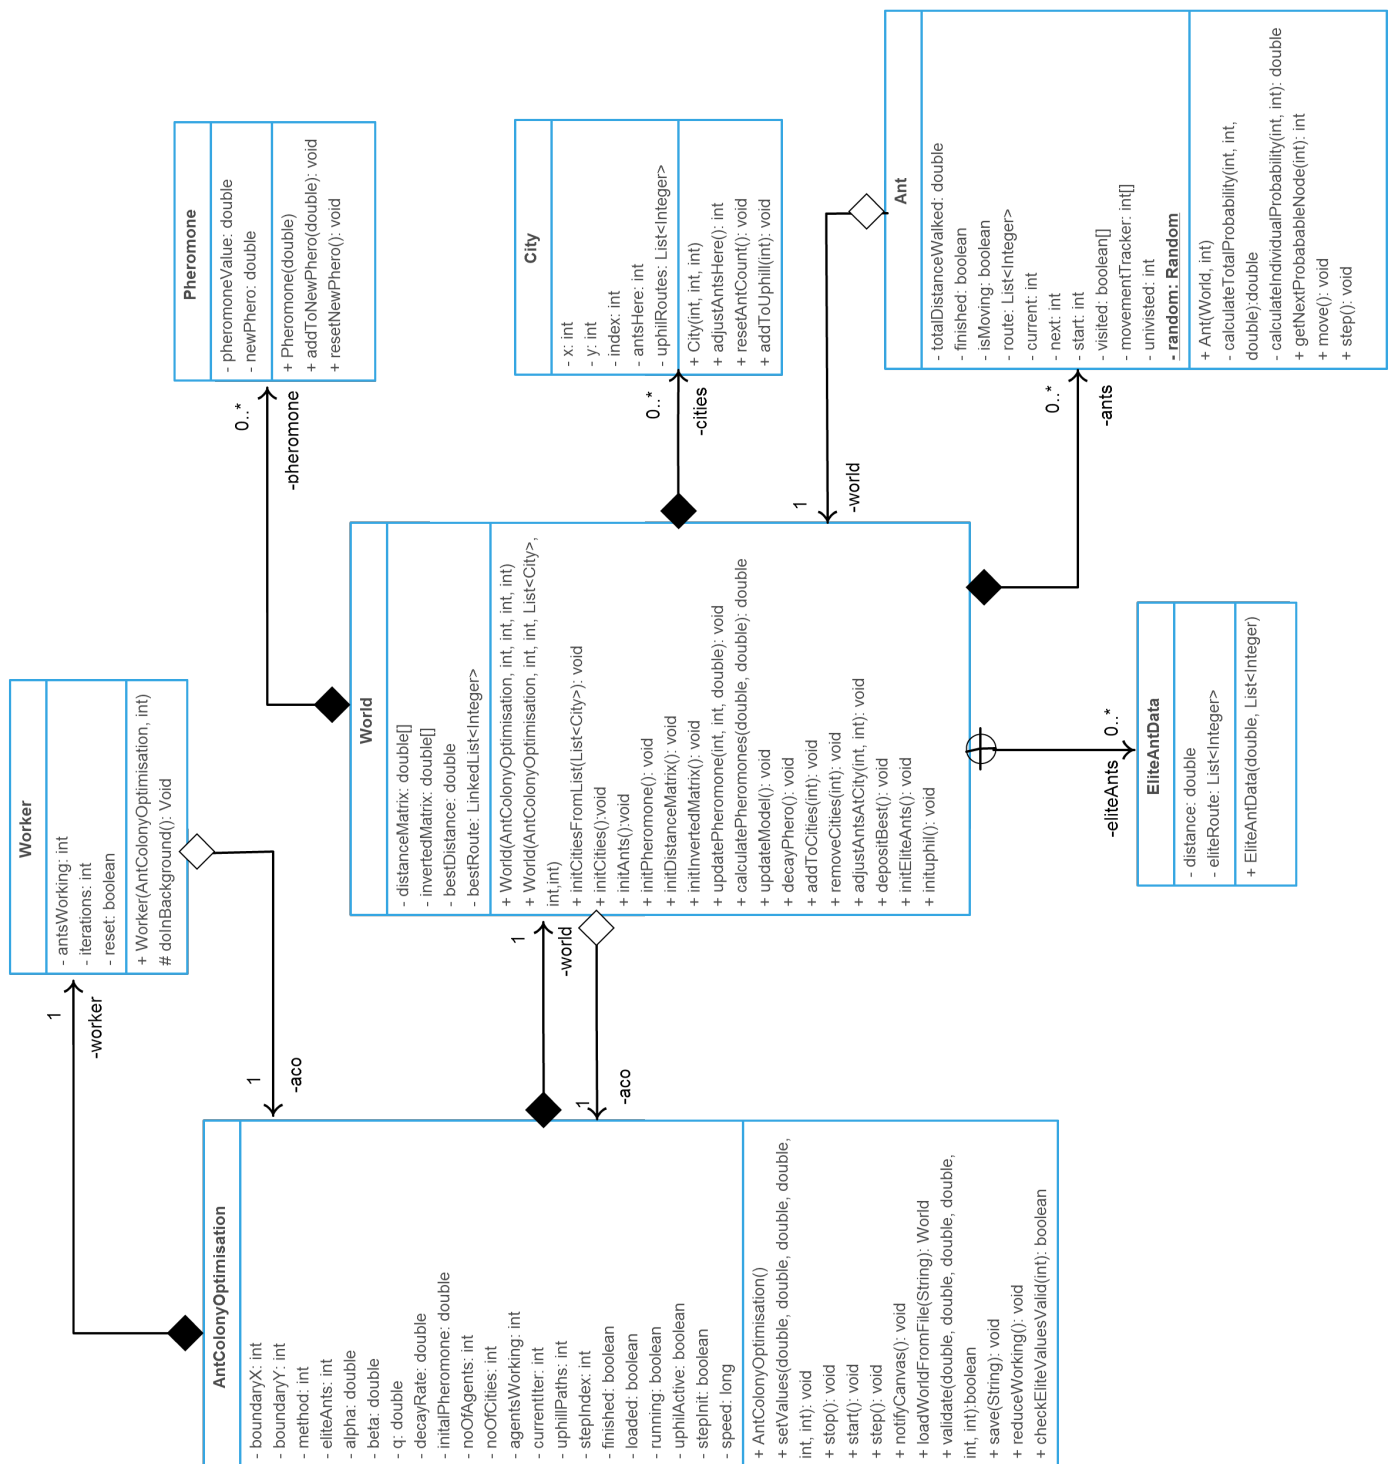 Worker
- antsWorking: int
- iterations: int
- reset: boolean
+ Worker(AntColonyOptimisation, int)
# doInBackground(): Void
1
-worker
1
-aco
AntColonyOptimisation
- boundaryX: int
- boundaryY: int
- method: int
- eliteAnts: int
- alpha: double
- beta: double
- q: double
- decayRate: double
- initalPheromone: double
- noOfAgents: int
- noOfCities: int
- agentsWorking: int
- currentIter: int
- uphillPaths: int
- stepIndex: int
- finished: boolean
- loaded: boolean
- running: boolean
- uphilActive: boolean
- stepInit: boolean
- speed: long
+ AntColonyOptimisation()
+ setValues(double, double, double, double,
int, int): void
+ stop(): void
+ start(): void
+ step(): void
+ notifyCanvas(): void
+ loadWorldFromFile(String): World
+ validate(double, double, double, double,
int, int):boolean
+ save(String): void
+ reduceWorking(): void
+ checkEliteValuesValid(int): boolean
1
-world
1
-aco
World
- distanceMatrix: double[]
- invertedMatrix: double[]
- bestDistance: double
- bestRoute: LinkedList<Integer>
+ World(AntColonyOptimisation, int, int, int, int)
+ World(AntColonyOptimisation, int, int, List<City>,
int,int)
+ initCitiesFromList(List<City>): void
+ initCities():void
+ initAnts():void
+ initPheromone(): void
+ initDistanceMatrix(): void
+ initInvertedMatrix(): void
+ updatePheromone(int, int, double): void
+ calculatePheromones(double, double): double
+ updateModel(): void
+ decayPhero(): void
+ addToCities(int): void
+ removeCities(int): void
+ adjustAntsAtCity(int, int): void
+ depositBest(): void
+ initEliteAnts(): void
+ inituphil(): void
0..*
-pheromone
Pheromone
- pheromoneValue: double
- newPhero: double
+ Pheromone(double)
+ addToNewPhero(double): void
+ resetNewPhero(): void
0..*
-cities
City
- x: int
- y: int
- index: int
- antsHere: int
- uphilRoutes: List<Integer>
+ City(int, int, int)
+ adjustAntsHere(): int
+ resetAntCount(): void
+ addToUphill(int): void
1
-world
0..*
-ants
Ant
- totalDistanceWalked: double
- finished: boolean
- isMoving: boolean
- route: List<Integer>
- current: int
- next: int
- start: int
- visited: boolean[]
- movementTracker: int[]
- univisted: int
- random: Random
+ Ant(World, int)
- calculateTotalProbability(int, int,
double):double
- calculateIndividualProbability(int, int): double
+ getNextProbabableNode(int): int
+ move(): void
+ step(): void
-eliteAnts
0..*
EliteAntData
- distance: double
- eliteRoute: List<Integer>
+ EliteAntData(double, List<Integer)